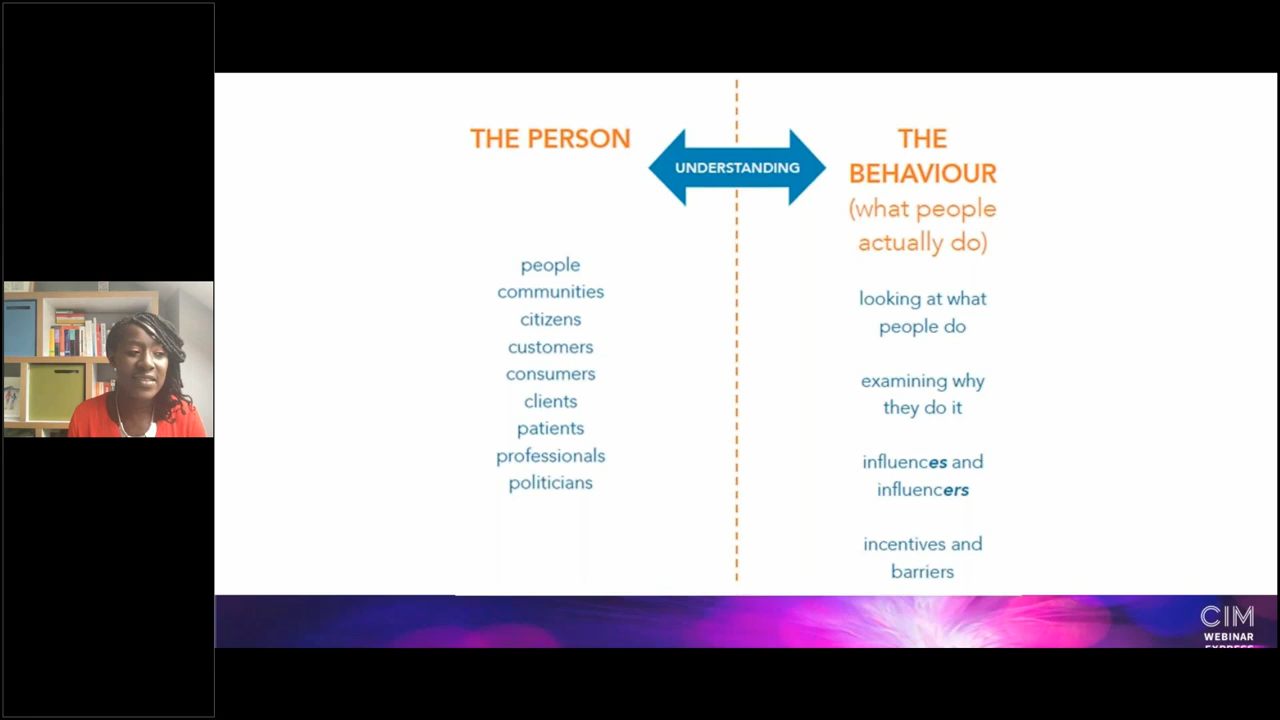 THE PERSON
people
communities
citizens
customers
consumers
clients
patients
professionals
politicians
UNDERSTANDING
THE
BEHAVIOUR
(what people
actually do)
looking at what
people do
examining why
they do it
influences and
influencers
incentives and
barriers
CIM
WEBINAR
EXPRESS